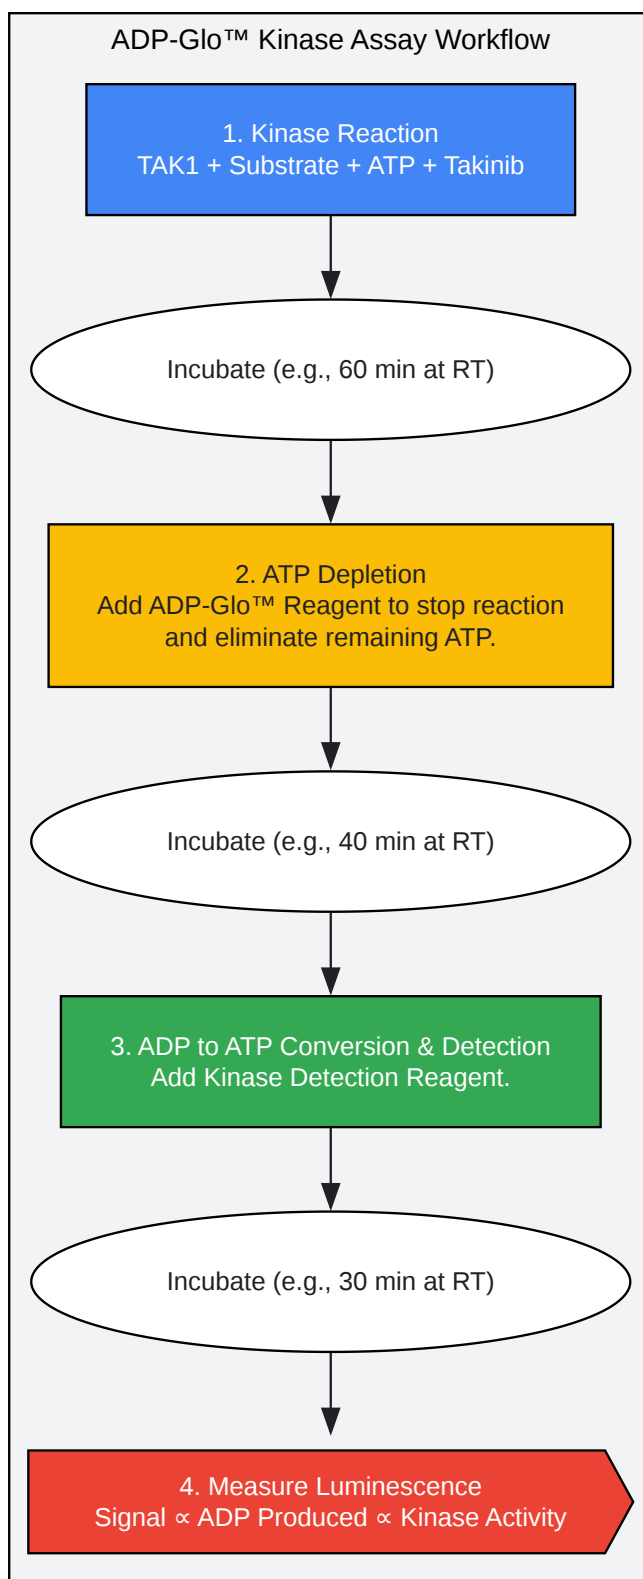 ADP-Glo™ Kinase Assay Workflow
1. Kinase Reaction
TAK1 + Substrate + ATP + Takinib
Incubate (e.g., 60 min at RT)
2. ATP Depletion
Add ADP-Glo™ Reagent to stop reaction
and eliminate remaining ATP.
Incubate (e.g., 40 min at RT)
3. ADP to ATP Conversion & Detection
Add Kinase Detection Reagent.
Incubate (e.g., 30 min at RT)
4. Measure Luminescence
Signal ∝ ADP Produced ∝ Kinase Activity